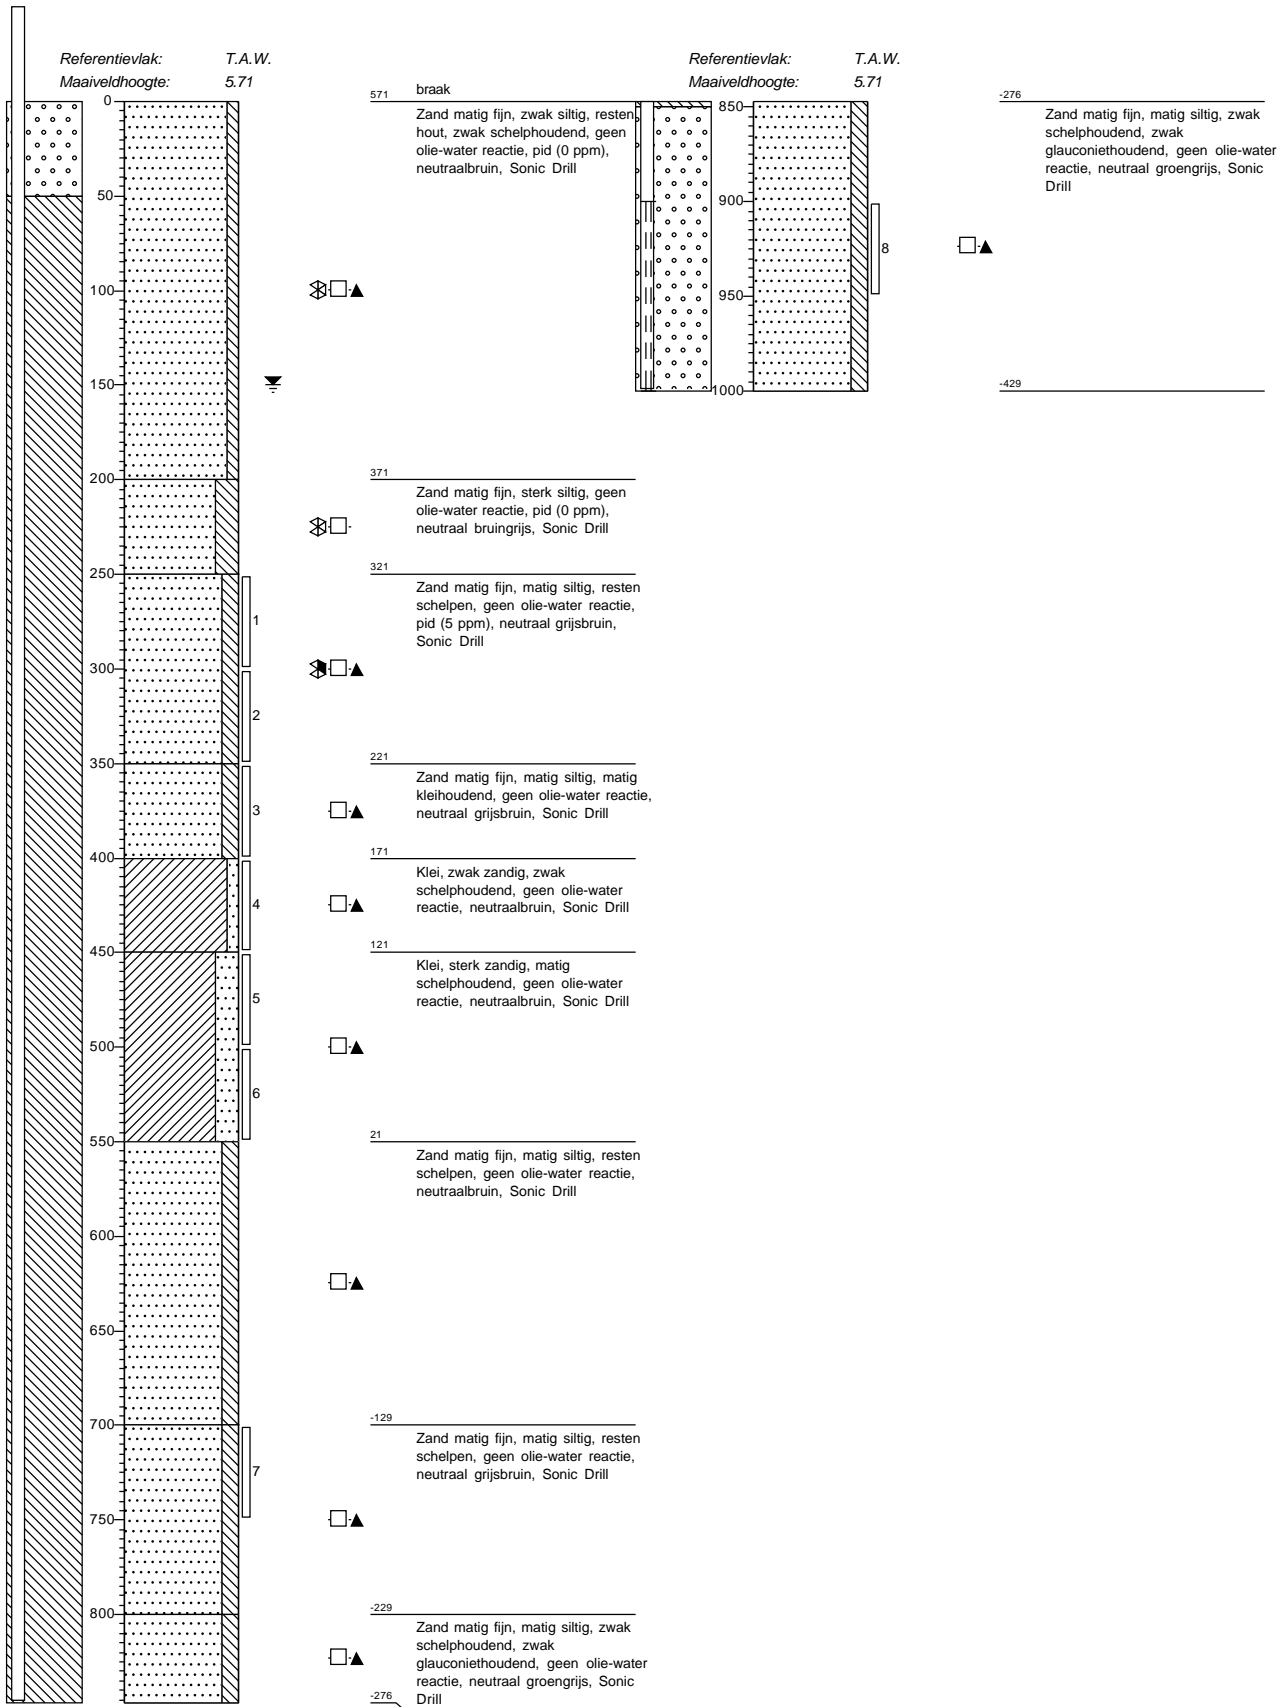 Referentievlak: T.A.W.
Maaiveldhoogte: 5.71
0
50
100
150
200
250
300
350
400
450
500
550
600
650
700
750
800
1
2
3
4
5
6
7
571 braak
Zand matig fijn, zwak siltig, resten
hout, zwak schelphoudend, geen
olie-water reactie, pid (0 ppm),
neutraalbruin, Sonic Drill
371
Zand matig fijn, sterk siltig, geen
olie-water reactie, pid (0 ppm),
neutraal bruingrijs, Sonic Drill
321
Zand matig fijn, matig siltig, resten
schelpen, geen olie-water reactie,
pid (5 ppm), neutraal grijsbruin,
Sonic Drill
221
Zand matig fijn, matig siltig, matig
kleihoudend, geen olie-water reactie,
neutraal grijsbruin, Sonic Drill
171
Klei, zwak zandig, zwak
schelphoudend, geen olie-water
reactie, neutraalbruin, Sonic Drill
121
Klei, sterk zandig, matig
schelphoudend, geen olie-water
reactie, neutraalbruin, Sonic Drill
21
Zand matig fijn, matig siltig, resten
schelpen, geen olie-water reactie,
neutraalbruin, Sonic Drill
-129
Zand matig fijn, matig siltig, resten
schelpen, geen olie-water reactie,
neutraal grijsbruin, Sonic Drill
-229
Zand matig fijn, matig siltig, zwak
schelphoudend, zwak
glauconiethoudend, geen olie-water
reactie, neutraal groengrijs, Sonic
Drill
-276
Referentievlak: T.A.W.
Maaiveldhoogte: 5.71
850
900
950
1000
8
-276
Zand matig fijn, matig siltig, zwak
schelphoudend, zwak
glauconiethoudend, geen olie-water
reactie, neutraal groengrijs, Sonic
Drill
-429